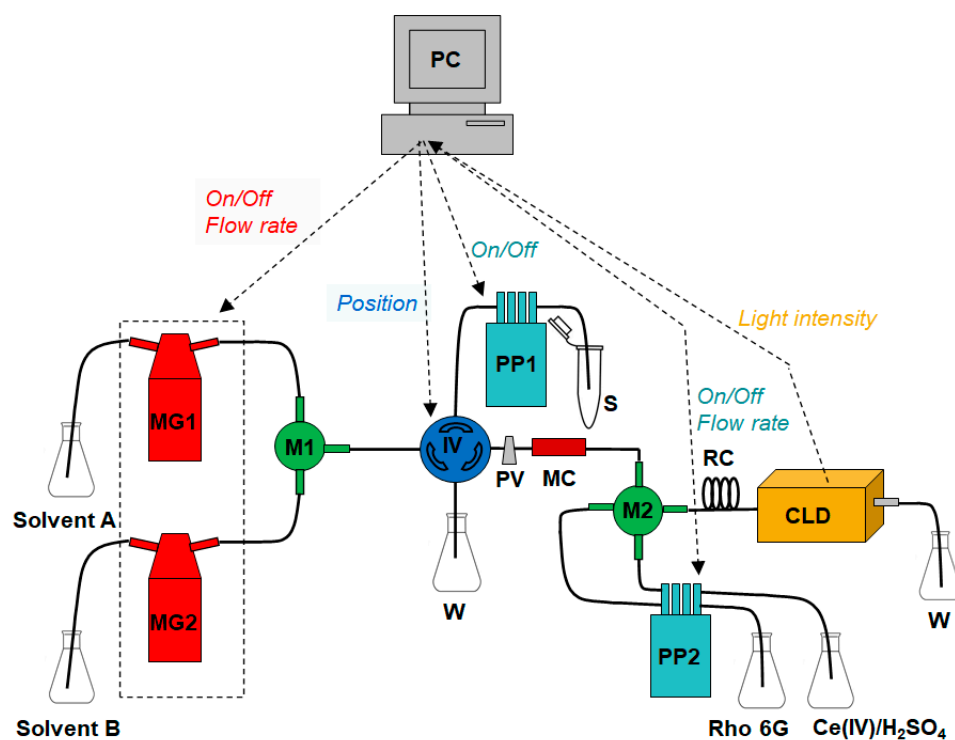 PC
On/Off
Flow rate
On/Off
Position
Light intensity
MG1
PP1
S
On/Off
Flow rate
M1
IV
PV
MC
RC
M2
CLD
Solvent A
MG2
W
PP2
W
Solvent B
Rho 6G
Ce(IV)/H₂SO₄